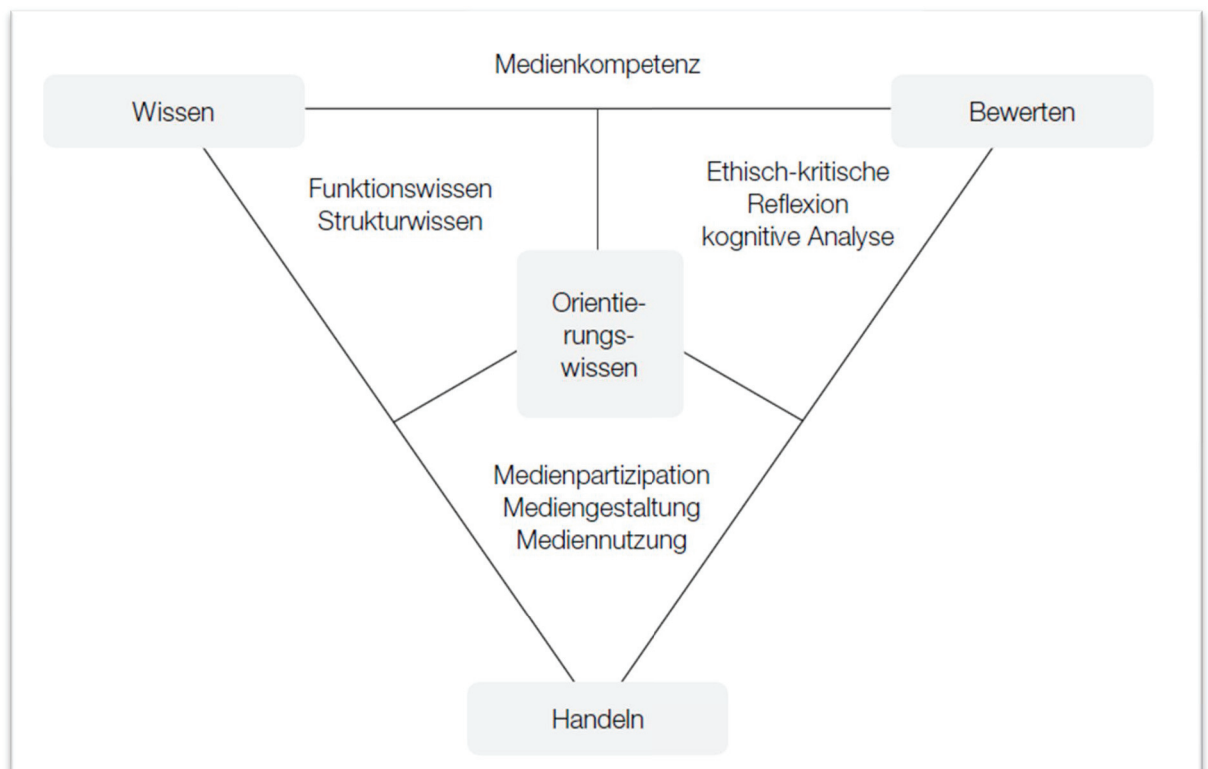 Medienkompetenz
Wissen
Bewerten
Funktionswissen
Strukturwissen
Ethisch-kritische
Reflexion
kognitive Analyse
Orientie-
rungs-
wissen
Medienpartizipation
Mediengestaltung
Mediennutzung
Handeln